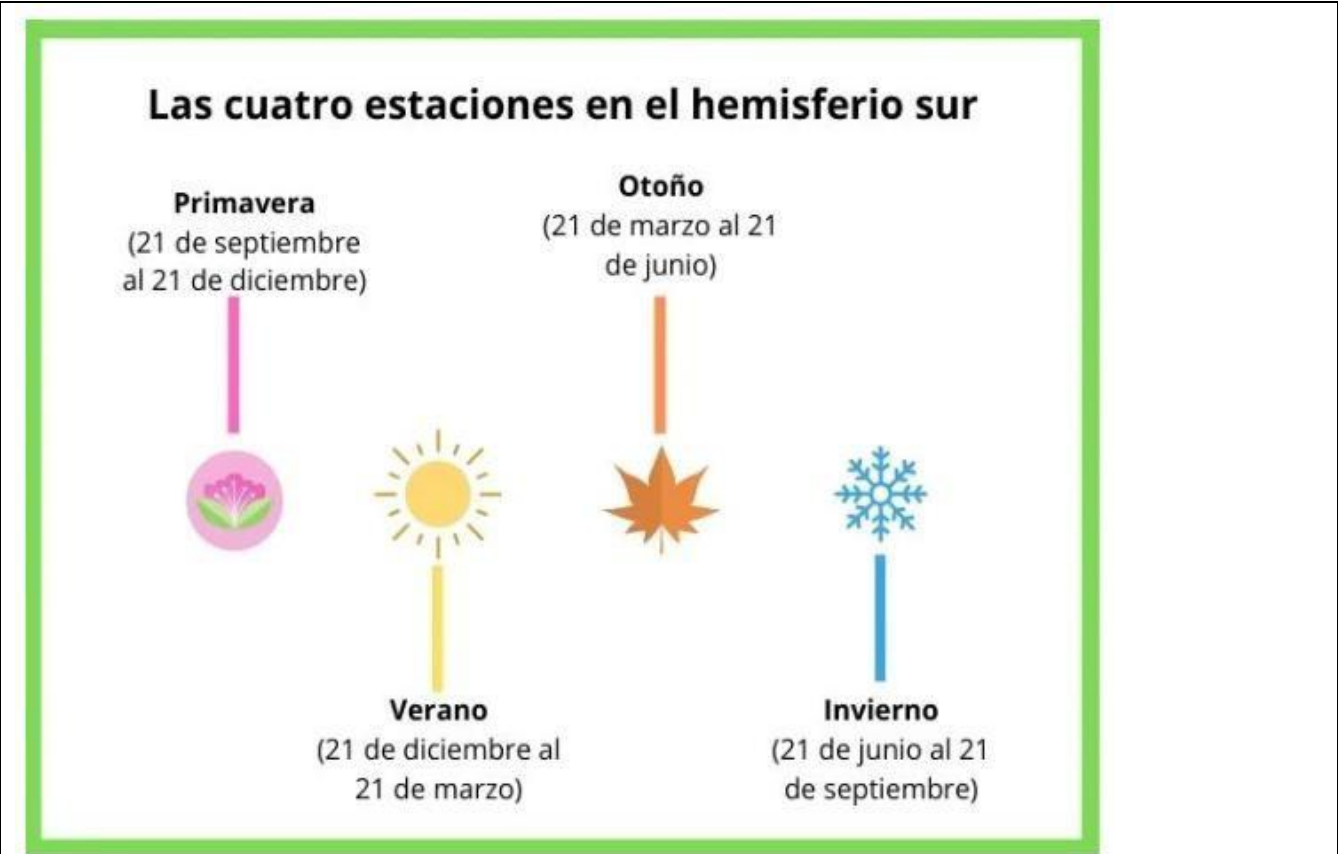 Las cuatro estaciones en el hemisferio sur
Primavera
(21 de septiembre
al 21 de diciembre)
Otoño
(21 de marzo al 21
de junio)
Verano
(21 de diciembre al
21 de marzo)
Invierno
(21 de junio al 21
de septiembre)